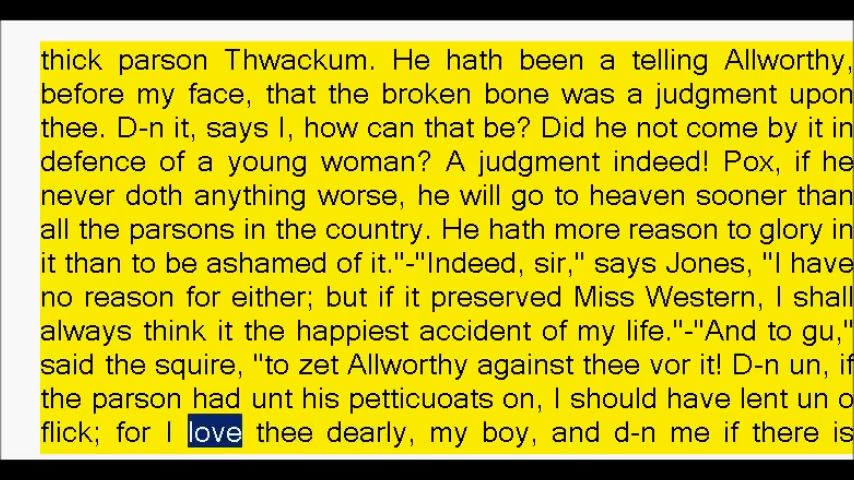 thick parson Thwackum. He hath been a telling Allworthy,
before my face, that the broken bone was a judgment upon
thee. D-n it, says I, how can that be? Did he not come by it in
defence of a young woman? A judgment indeed! Pox, if he
never doth anything worse, he will go to heaven sooner than
all the parsons in the country. He hath more reason to glory in
it than to be ashamed of it."-"Indeed, sir," says Jones, "I have
no reason for either; but if it preserved Miss Western, I shall
always think it the happiest accident of my life."-"And to gu,"
said the squire, "to zet Allworthy against thee vor it! D-n un, if
the parson had unt his petticuoats on, I should have lent un o
flick; for I love thee dearly, my boy, and d-n me if there is